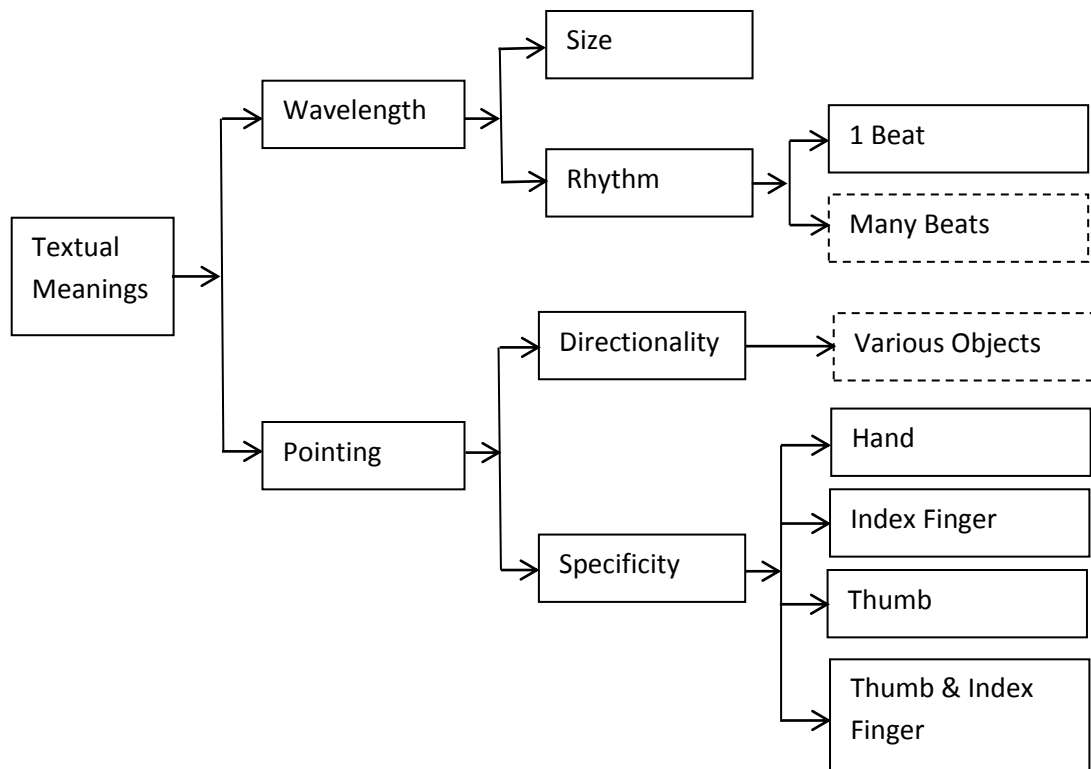 Size
Wavelength
1 Beat
Rhythm
Many Beats
Textual
Meanings
Directionality
Various Objects
Hand
Pointing
Index Finger
Specificity
Thumb
Thumb & Index
Finger